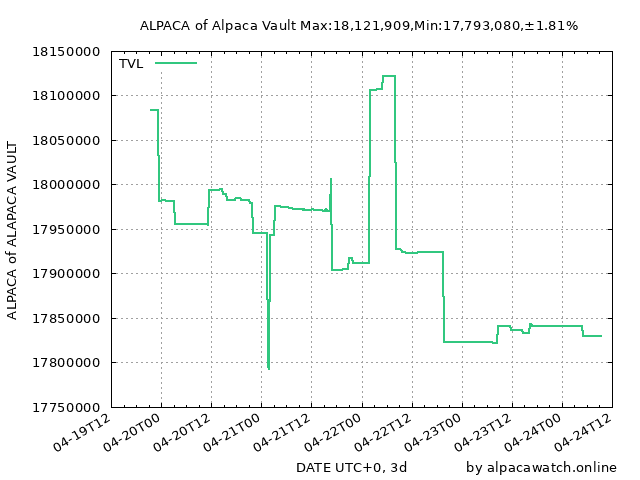 ALPACA of Alpaca Vault Max:18,121,909,Min:17,793,080,±1.81%
TVL
ALPACA of ALAPACA VAULT
18150000
18100000
18050000
18000000
17950000
17900000
17850000
17800000
17750000
04-19T12
04-20T00
04-20T12
04-21T00
04-21T12
04-22T00
04-22T12
04-23T00
04-23T12
04-24T00
04-24T12
DATE UTC+0, 3d
by alpacawatch.online